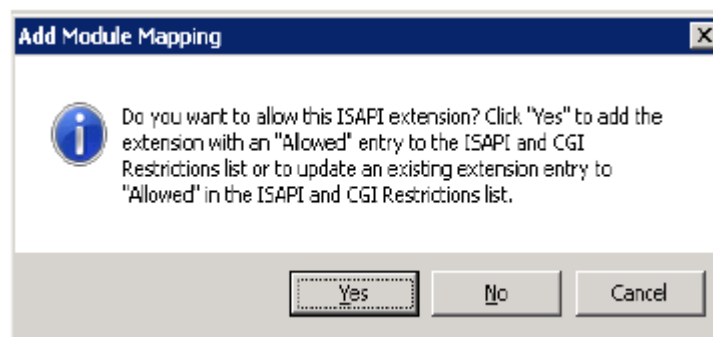 Add Module Mapping
Do you want to allow this ISAPI extension? Click "Yes" to add the
extension with an "Allowed" entry to the ISAPI and CGI
Restrictions list or to update an existing extension entry to
"Allowed" in the ISAPI and CGI Restrictions list.
Yes No Cancel